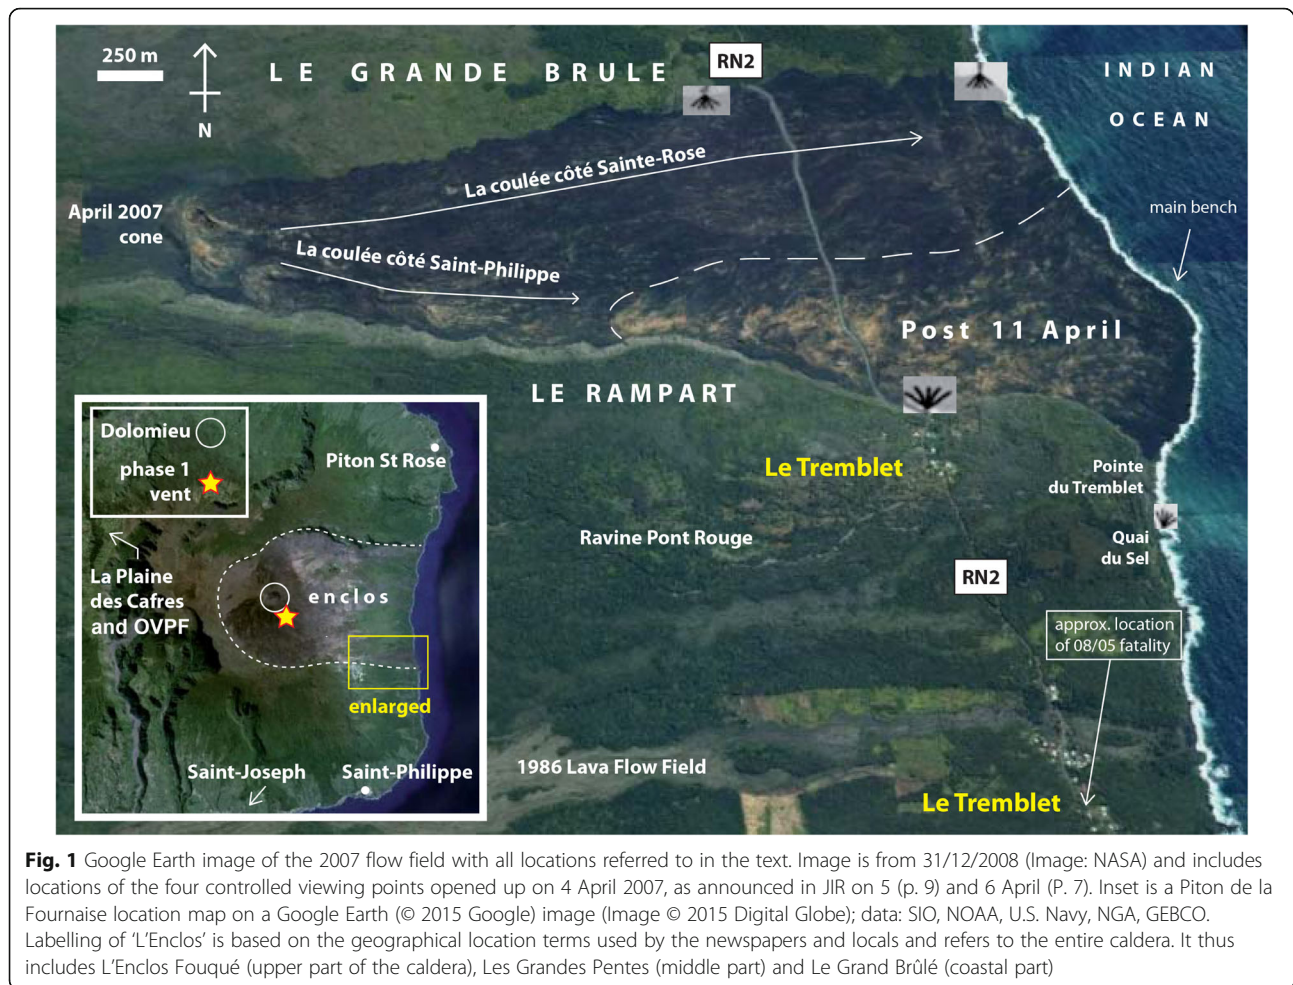 250 m
N
LE GRANDE BRULE
RN2
INDIAN
OCEAN
La coulée côté Sainte-Rose
April 2007
cone
main bench
La coulée côté Saint-Philippe
Post 11 April
LE RAMPART
Le Tremblet
Pointe
du Tremblet
Ravine Pont Rouge
Quai
du Sel
RN2
approx. location
of 08/05 fatality
1986 Lava Flow Field
Le Tremblet
Dolomieu
phase 1
vent
Piton St Rose
La Plaine
des Cafres
and OVPF
enclos
enlarged
Saint-Joseph
Saint-Philippe
Fig. 1 Google Earth image of the 2007 flow field with all locations referred to in the text. Image is from 31/12/2008 (Image: NASA) and includes
locations of the four controlled viewing points opened up on 4 April 2007, as announced in JIR on 5 (p. 9) and 6 April (P. 7). Inset is a Piton de la
Fournaise location map on a Google Earth (© 2015 Google) image (Image © 2015 Digital Globe); data: SIO, NOAA, U.S. Navy, NGA, GEBCO.
Labelling of ‘L’Enclos’ is based on the geographical location terms used by the newspapers and locals and refers to the entire caldera. It thus
includes L’Enclos Fouqué (upper part of the caldera), Les Grandes Pentes (middle part) and Le Grand Brûlé (coastal part)